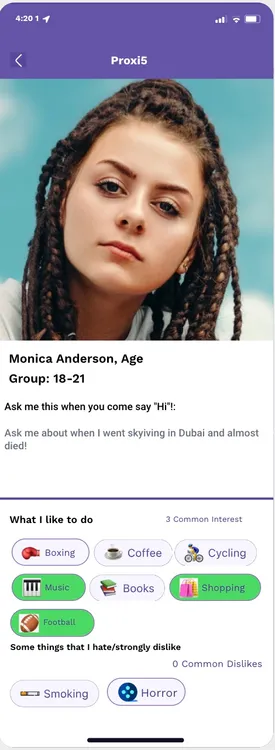 4:20 1
Proxi5
Monica Anderson, Age
Group: 18-21
Ask me this when you come say "Hi"!:
Ask me about when I went skyiving in Dubai and almost
died!
What I like to do
3 Common Interest
Boxing
Coffee
Cycling
Music
Books
Shopping
Football
Some things that I hate/strongly dislike
0 Common Dislikes
Smoking
Horror